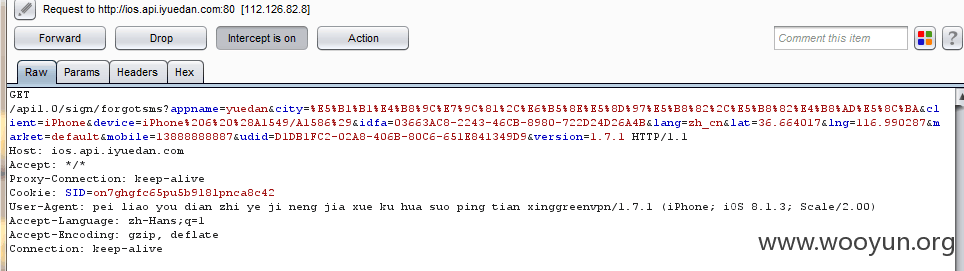 Request to http://ios.api.iyuedan.com:80 [112.126.82.8]
Forward Drop Intercept is on Action Comment this item ?
Raw Params Headers Hex
GET
/api1.0/sign/forgotsms?appname=yuedan&city=%E5%B1%B1%E4%B8%9C%E7%9C%81%2C%E6%B5%8E%E5%8D%97%E5%B8%82%2C%E5%B8%82%E4%B8%AD%E5%8C%BA&cl
ient=iPhone&device=iPhone%206%20%28A1549/A1586%29&idfa=03663AC8-2243-46CB-8980-722D24D26A4B&lang=zh_cn&lat=36.664017&lng=116.990287&m
arket=default&mobile=13888888887&udid=D1DB1FC2-02A8-406B-80C6-651E841349D9&version=1.7.1 HTTP/1.1
Host: ios.api.iyuedan.com
Accept: */*
Proxy-Connection: keep-alive
Cookie: SID=on7ghgfc65pu5b9181pnca8c42
User-Agent: pei liao you dian zhi ye ji neng jia xue ku hua suo ping tian xinggreenvpn/1.7.1 (iPhone; iOS 8.1.3; Scale/2.00)
Accept-Language: zh-Hans;q=1
Accept-Encoding: gzip, deflate
Connection: keep-alive
www.wooyun.org